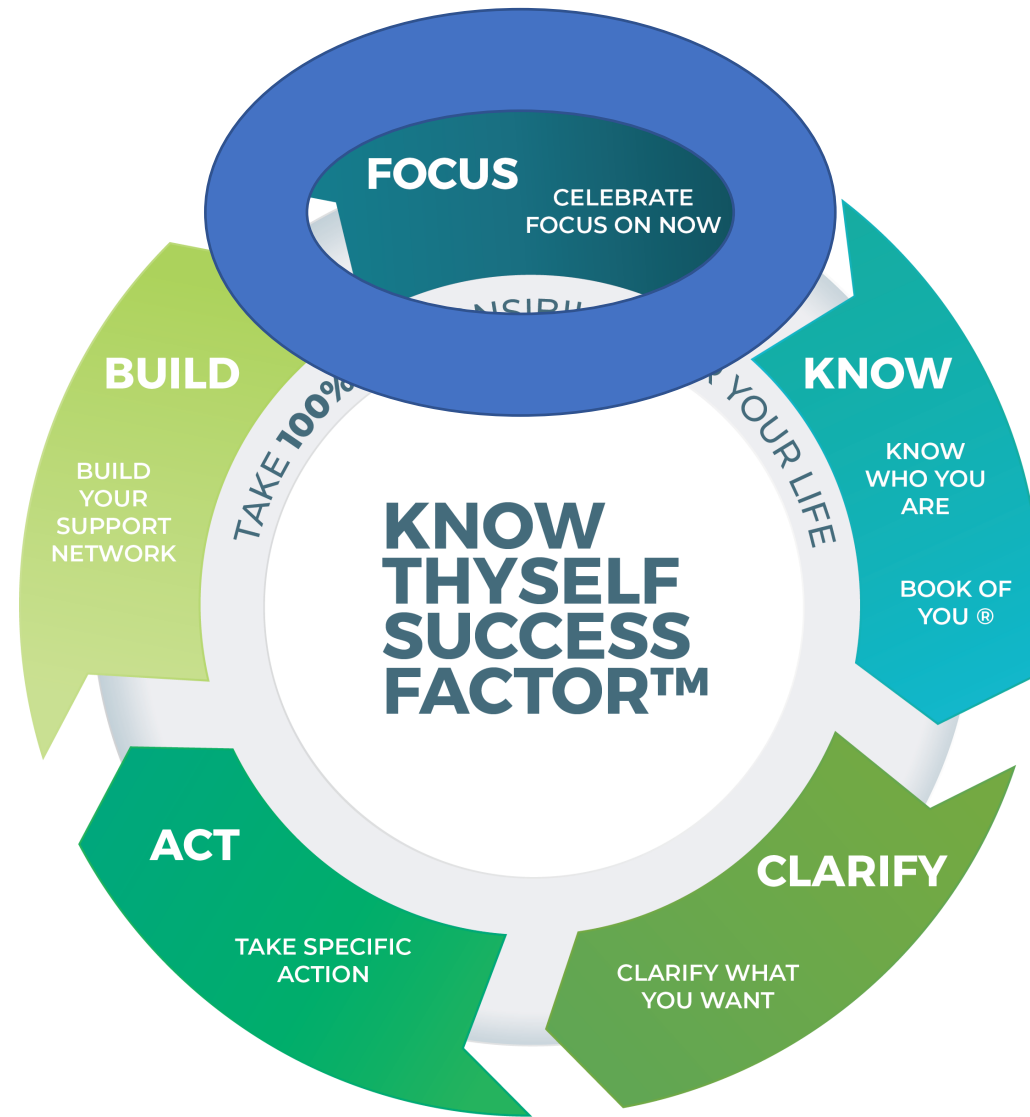 FOCUS
CELEBRATE
FOCUS ON NOW
KNOW
KNOW
WHO YOU
ARE
BOOK OF
YOU ®
CLARIFY
CLARIFY WHAT
YOU WANT
ACT
TAKE SPECIFIC
ACTION
BUILD
BUILD
YOUR
SUPPORT
NETWORK
TAKE 100%
YOUR LIFE
KNOW
THYSELF
SUCCESS
FACTOR™